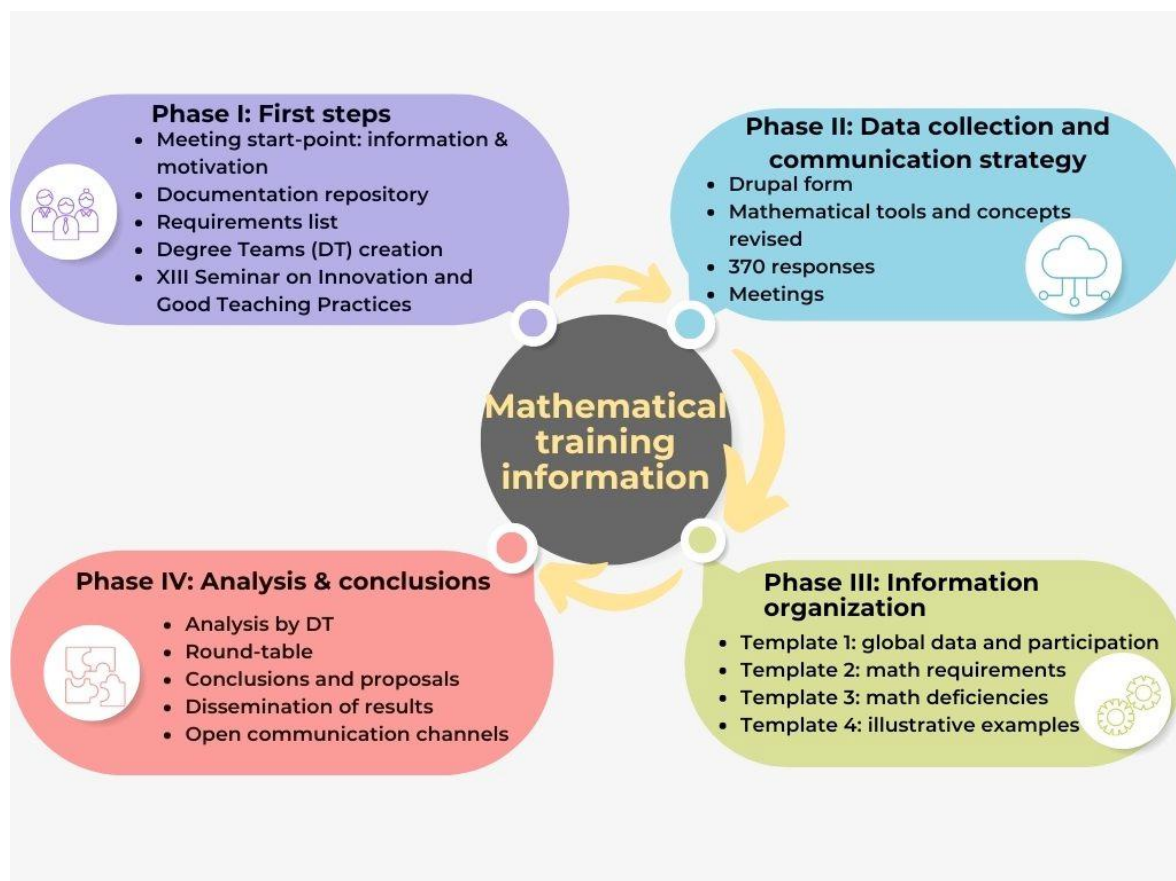 Phase I: First steps
• Meeting start-point: information &
motivation
• Documentation repository
• Requirements list
• Degree Teams (DT) creation
• XIII Seminar on Innovation and
Good Teaching Practices
Phase II: Data collection and
communication strategy
• Drupal form
• Mathematical tools and concepts
revised
• 370 responses
• Meetings
Mathematical
training
information
Phase III: Information
organization
• Template 1: global data and participation
• Template 2: math requirements
• Template 3: math deficiencies
• Template 4: illustrative examples
Phase IV: Analysis & conclusions
• Analysis by DT
• Round-table
• Conclusions and proposals
• Dissemination of results
• Open communication channels